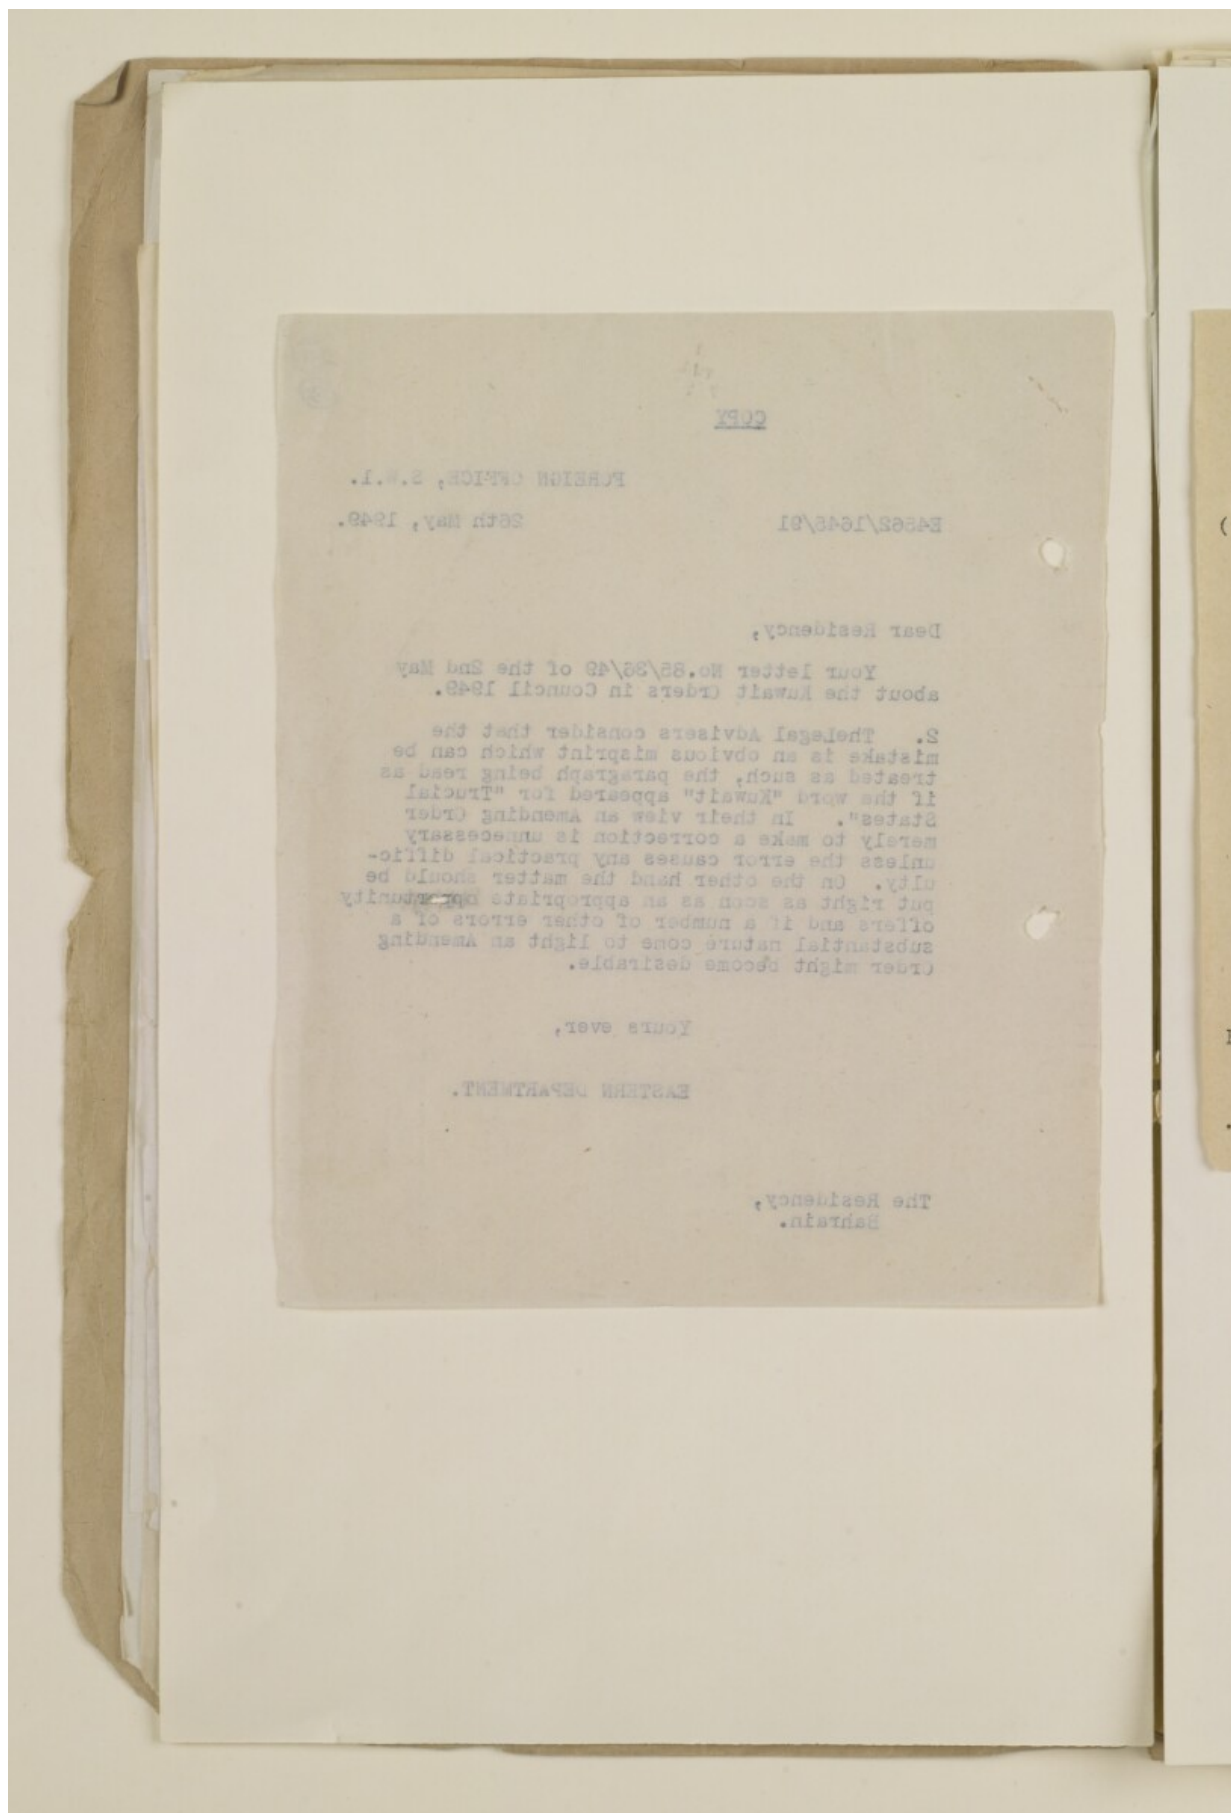 COPY
FOREIGN OFFICE, S.W.1.
E4562/1646/91 26th May, 1949.
Dear Residency,
Your letter No.85/36/49 of the 2nd May
about the Kuwait Orders in Council 1949.
2. TheLegal Advisers consider that the
mistake is an obvious misprint which can be
treated as such, the paragraph being read as
if the word "Kuwait" appeared for "Trucial
States". In their view an Amending Order
merely to make a correction is unnecessary
unless the error causes any practical diffic-
ulty. On the other hand the matter should be
put right as soon as an appropriate opportunity
offers and if a number of other errors of a
substantial nature come to light an Amending
Order might become desirable.
Yours ever,
EASTERN DEPARTMENT.
The Residency,
Bahrain.